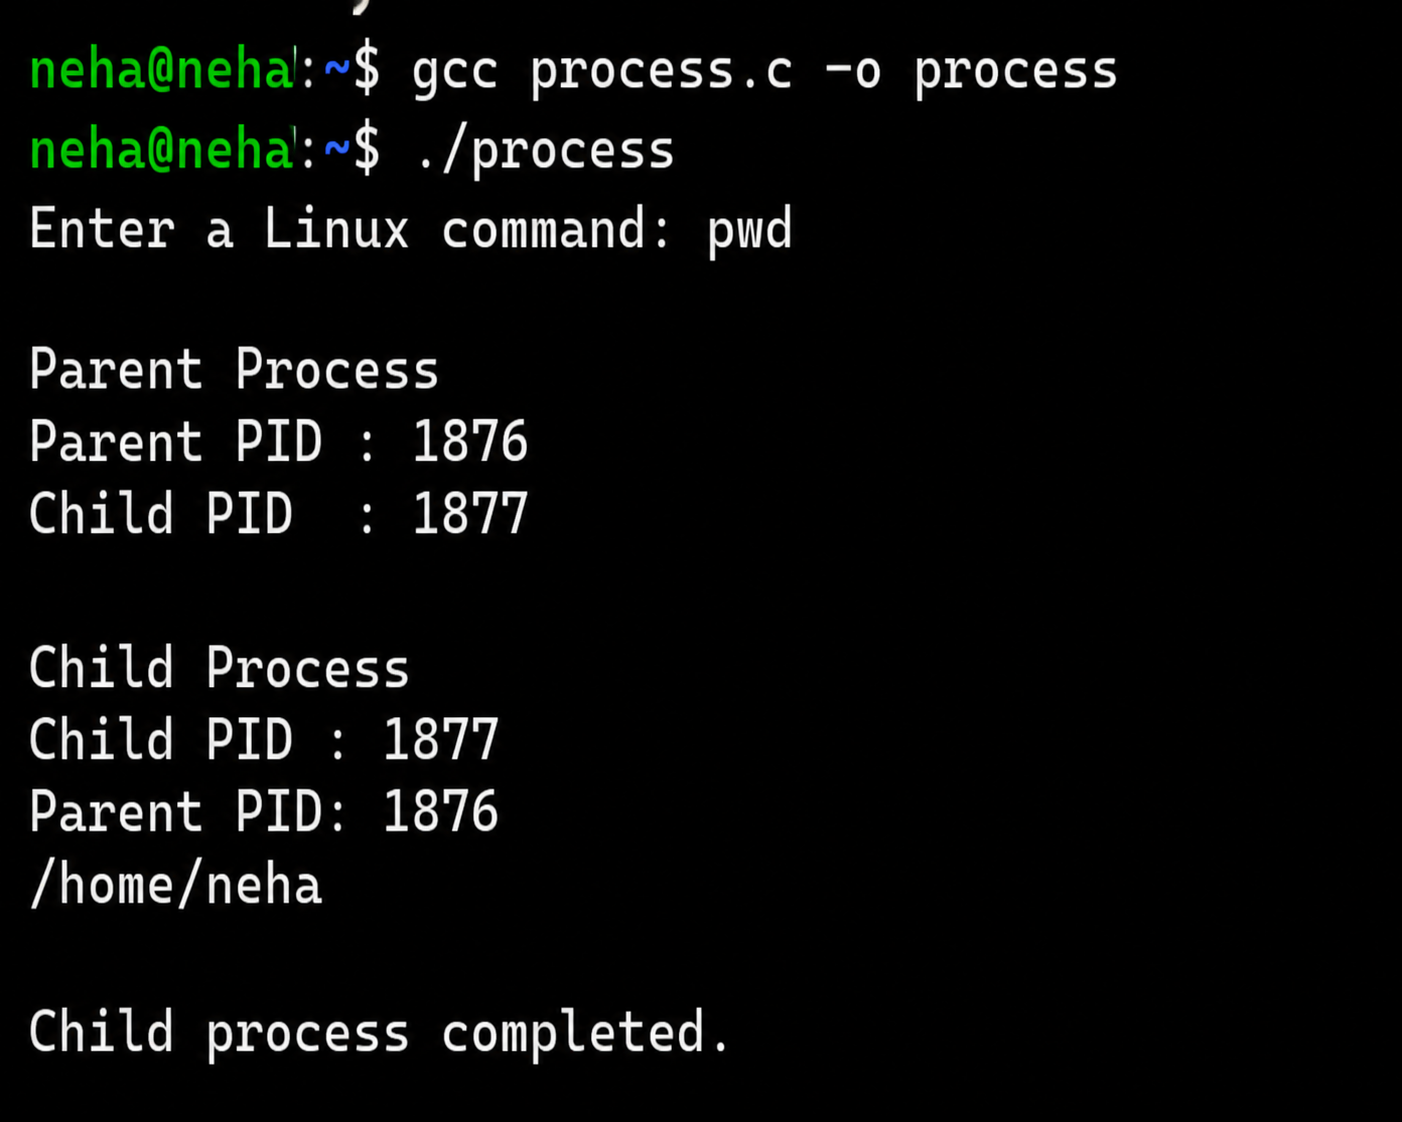 neha@neha:~$ gcc process.c -o process
neha@neha:~$ ./process
Enter a Linux command: pwd
Parent Process
Parent PID : 1876
Child PID  : 1877
Child Process
Child PID : 1877
Parent PID: 1876
/home/neha
Child process completed.